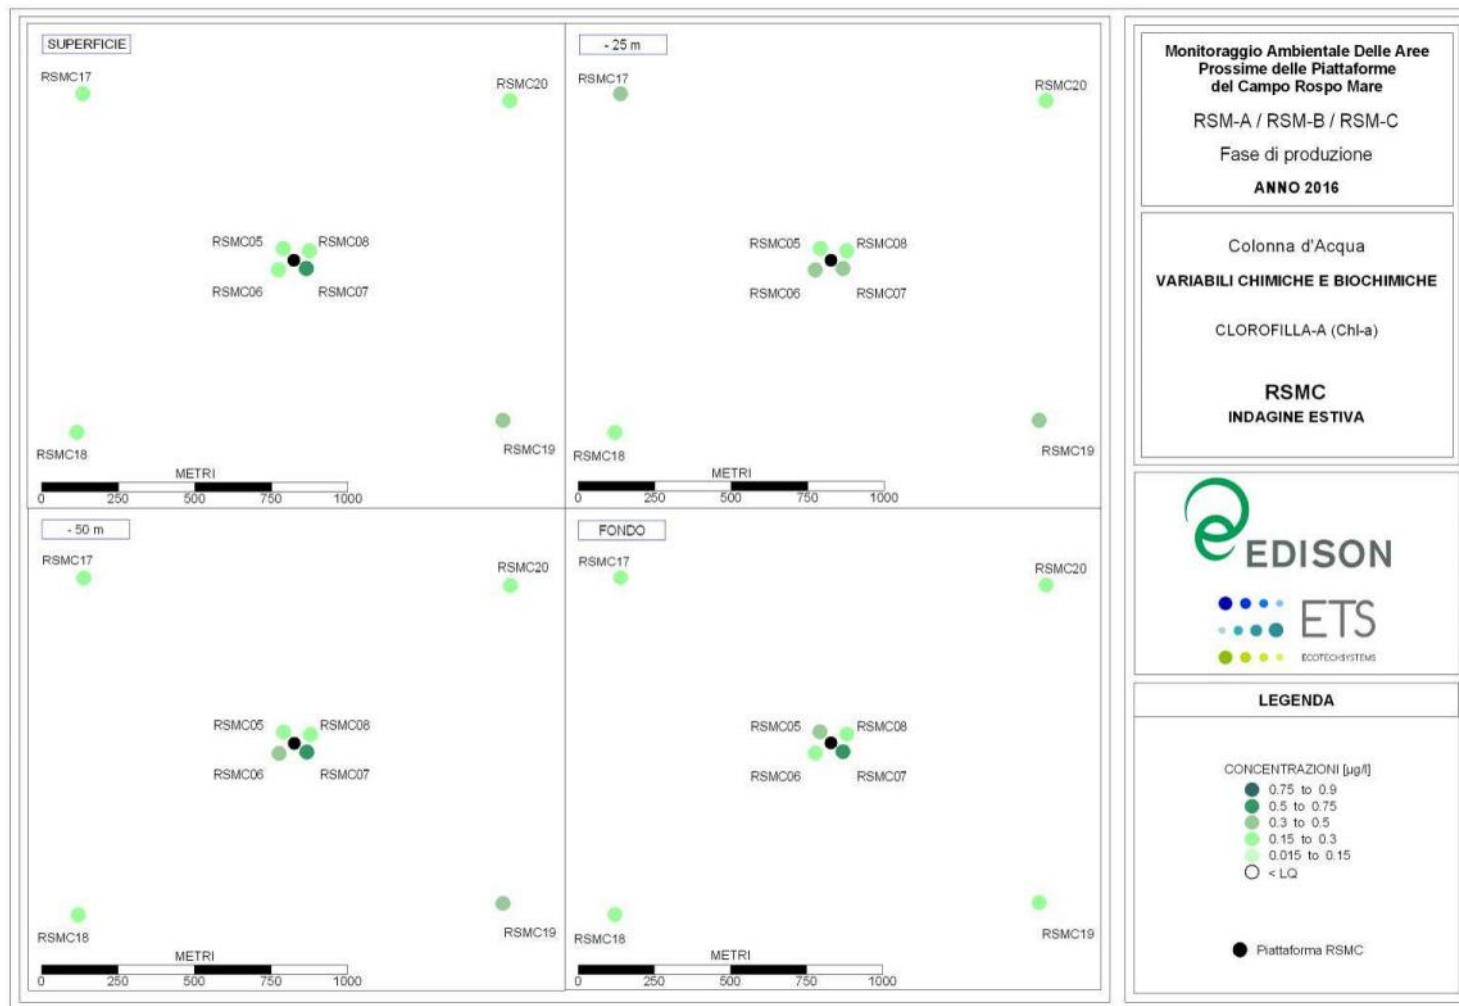 SUPERFICIE
RSMC17
RSMC20
RSMC05
RSMC08
RSMC06
RSMC07
RSMC18
RSMC19
METRI
0 250 500 750 1000
- 25 m
RSMC17
RSMC20
RSMC05
RSMC08
RSMC06
RSMC07
RSMC18
RSMC19
METRI
0 250 500 750 1000
- 50 m
RSMC17
RSMC20
RSMC05
RSMC08
RSMC06
RSMC07
RSMC18
RSMC19
METRI
0 250 500 750 1000
FONDO
RSMC17
RSMC20
RSMC05
RSMC08
RSMC06
RSMC07
RSMC18
RSMC19
METRI
0 250 500 750 1000
Monitoraggio Ambientale Delle Aree
Prossime delle Piattaforme
del Campo Rospo Mare
RSM-A / RSM-B / RSM-C
Fase di produzione
ANNO 2016
Colonna d'Acqua
VARIABILI CHIMICHE E BIOCHIMICHE
CLOROFILLA-A (Chl-a)
RSMC
INDAGINE ESTIVA
EDISON
ETS
ECOTECHSYSTEMS
LEGENDA
CONCENTRAZIONI [µg/l]
0.75 to 0.9
0.5 to 0.75
0.3 to 0.5
0.15 to 0.3
0.015 to 0.15
< LQ
Piattaforma RSMC